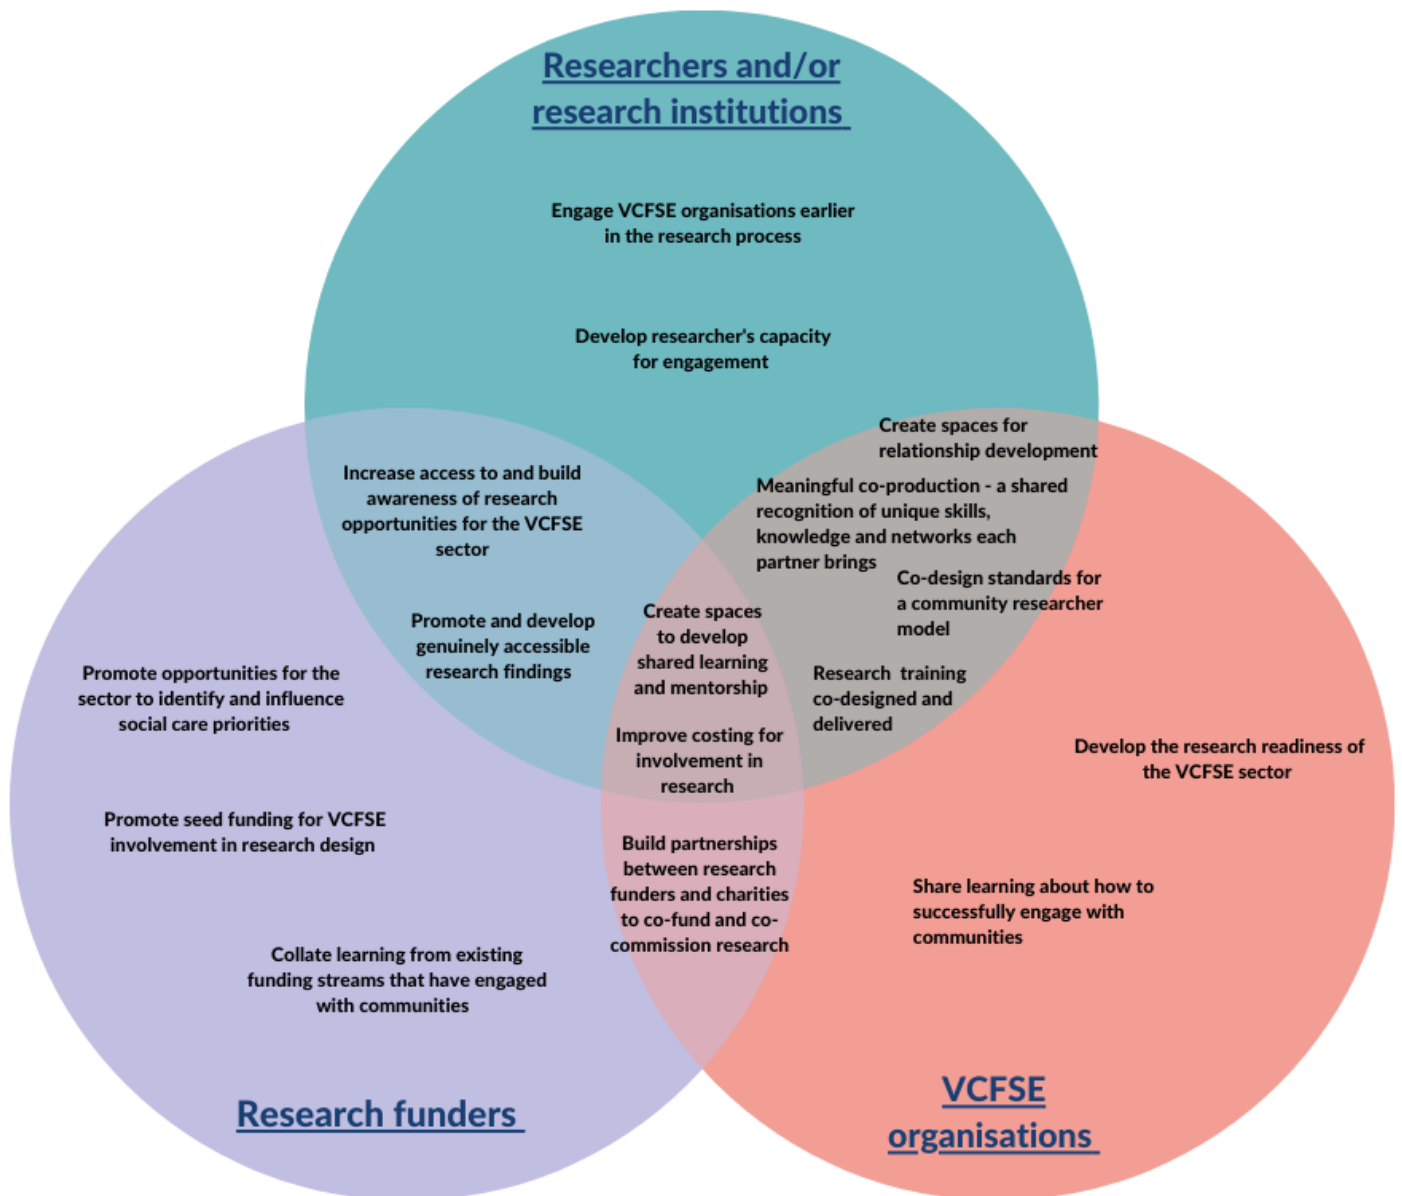 Researchers and/or
research institutions
Engage VCFSE organisations earlier
in the research process
Develop researcher's capacity
for engagement
Create spaces for
relationship development
Increase access to and build
awareness of research
opportunities for the VCFSE
sector
Meaningful co-production - a shared
recognition of unique skills,
knowledge and networks each
partner brings
Co-design standards for
a community researcher
model
Promote and develop
genuinely accessible
research findings
Create spaces
to develop
shared learning
and mentorship
Research training
co-designed and
delivered
Promote opportunities for the
sector to identify and influence
social care priorities
Improve costing for
involvement in
research
Develop the research readiness of
the VCFSE sector
Promote seed funding for VCFSE
involvement in research design
Build partnerships
between research
funders and charities
to co-fund and co-
commission research
Share learning about how to
successfully engage with
communities
Collate learning from existing
funding streams that have engaged
with communities
Research funders
VCFSE
organisations